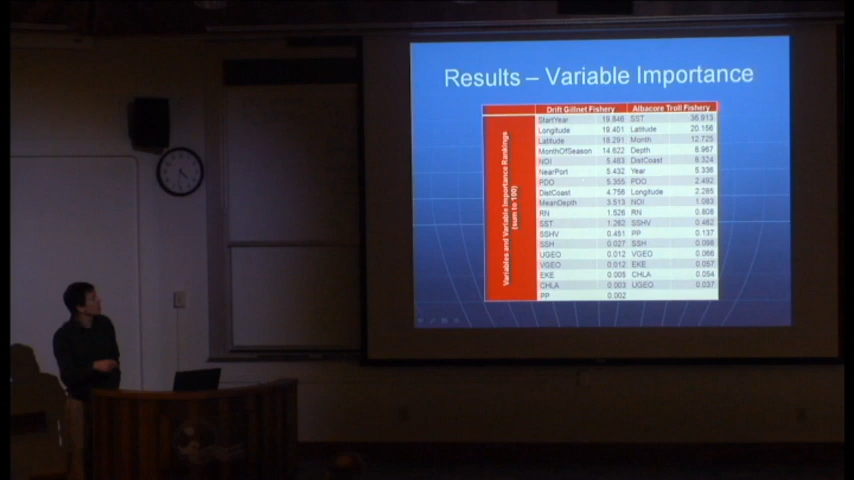 Results – Variable Importance
Drift Gillnet Fishery Albacore Troll Fishery
Variables and Variable Importance Rankings
(sum to 100)
StartYear 19.846 SST 36.913
Longitude 19.401 Latitude 20.156
Latitude 18.291 Month 12.725
MonthOfSeason 14.622 Depth 8.967
NOI 5.483 DistCoast 8.324
NearPort 5.432 Year 5.336
PDO 5.355 PDO 2.492
DistCoast 4.756 Longitude 2.285
MeanDepth 3.513 NOI 1.083
RN 1.526 RN 0.808
SST 1.262 SSHV 0.482
SSHV 0.451 PP 0.137
SSH 0.027 SSH 0.098
UGEO 0.012 VGEO 0.066
VGEO 0.012 EKE 0.057
EKE 0.005 CHLA 0.054
CHLA 0.003 UGEO 0.037
PP 0.002